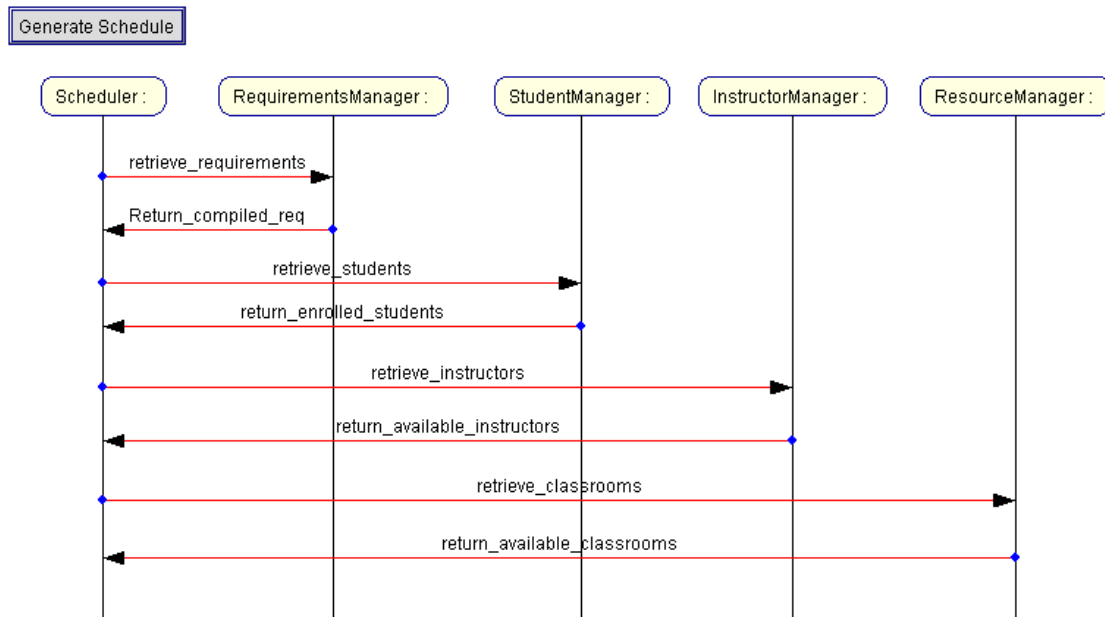 Generate Schedule
Scheduler :
RequirementsManager :
StudentManager :
InstructorManager :
ResourceManager :
retrieve_requirements
Return_compiled_req
retrieve_students
return_enrolled_students
retrieve_instructors
return_available_instructors
retrieve_classrooms
return_available_classrooms